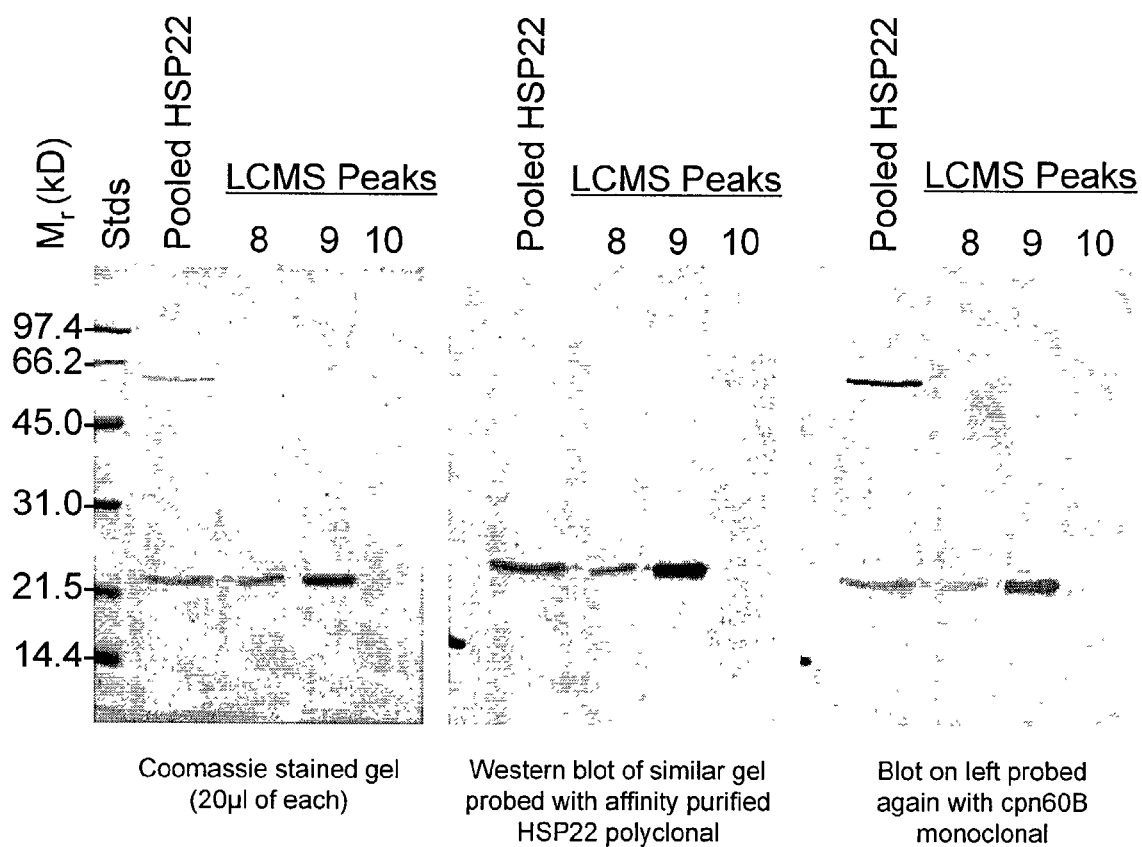 Mr (kD)
Stds
Pooled HSP22
LCMS Peaks
8 9 10
97.4
66.2
45.0
31.0
21.5
14.4
Coomassie stained gel
(20µl of each)
Pooled HSP22
LCMS Peaks
8 9 10
Western blot of similar gel
probed with affinity purified
HSP22 polyclonal
Pooled HSP22
LCMS Peaks
8 9 10
Blot on left probed
again with cpn60B
monoclonal